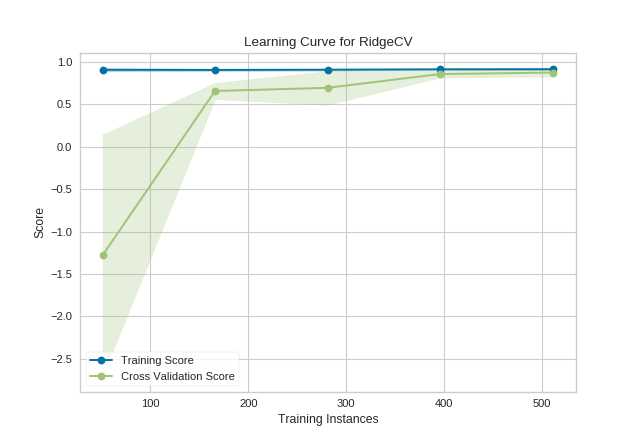 Learning Curve for RidgeCV
1.0
0.5
0.0
−0.5
−1.0
−1.5
−2.0
−2.5
Score
Training Score
Cross Validation Score
100 200 300 400 500
Training Instances